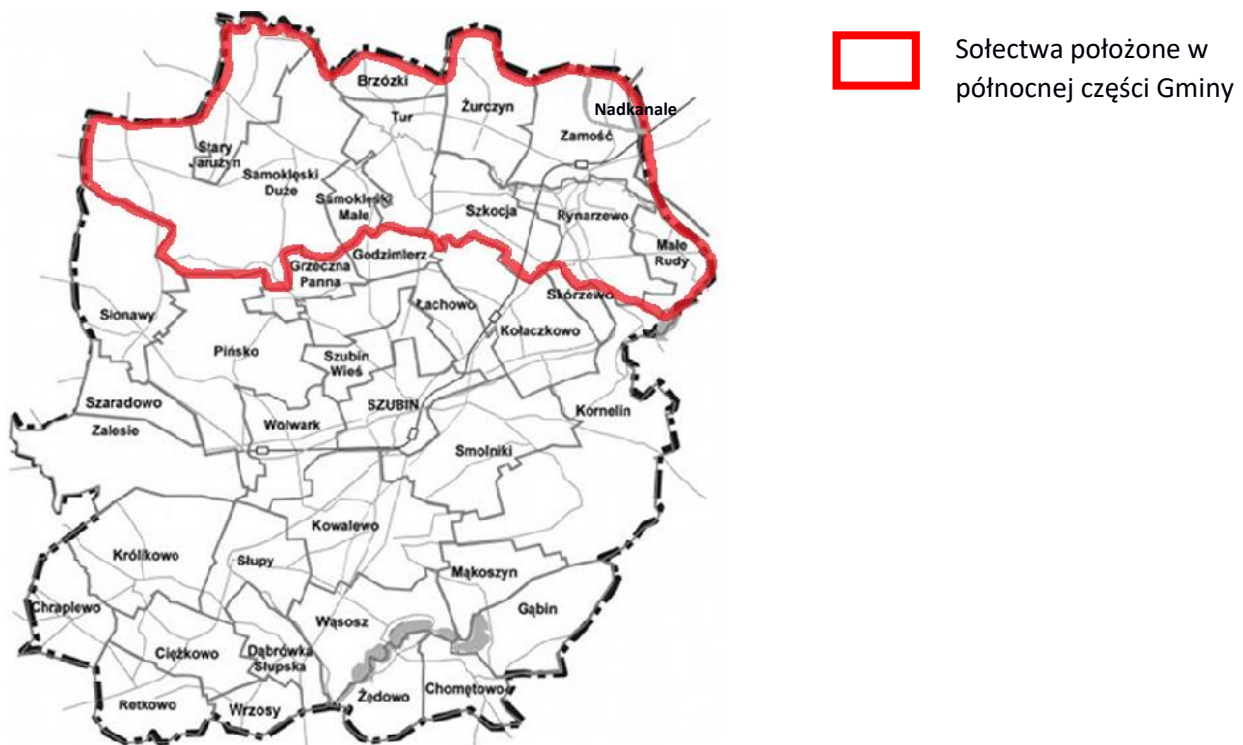 Sołectwa położone w
północnej części Gminy
Brzózki
Żurczyn
Nadkanale
Tur
Zamość
Stary
Jarużyn
Samoklęski
Duże
Samoklęski
Małe
Szkocja
Rynarzewo
Małe
Rudy
Godzimierz
Grzeczna
Panna
Skórzewo
Łachowo
Słonawy
Kołaczkowo
Pińsko
Szubin
Wieś
Szaradowo
SZUBIN
Kornelin
Zalesie
Wolwark
Smolniki
Kowalewo
Królikowo
Słupy
Mąkoszyn
Chraplewo
Gąbin
Wąsosz
Ciężkowo
Dąbrówka
Słupska
Żędowo
Chomętowo
Retkowo
Wrzosy